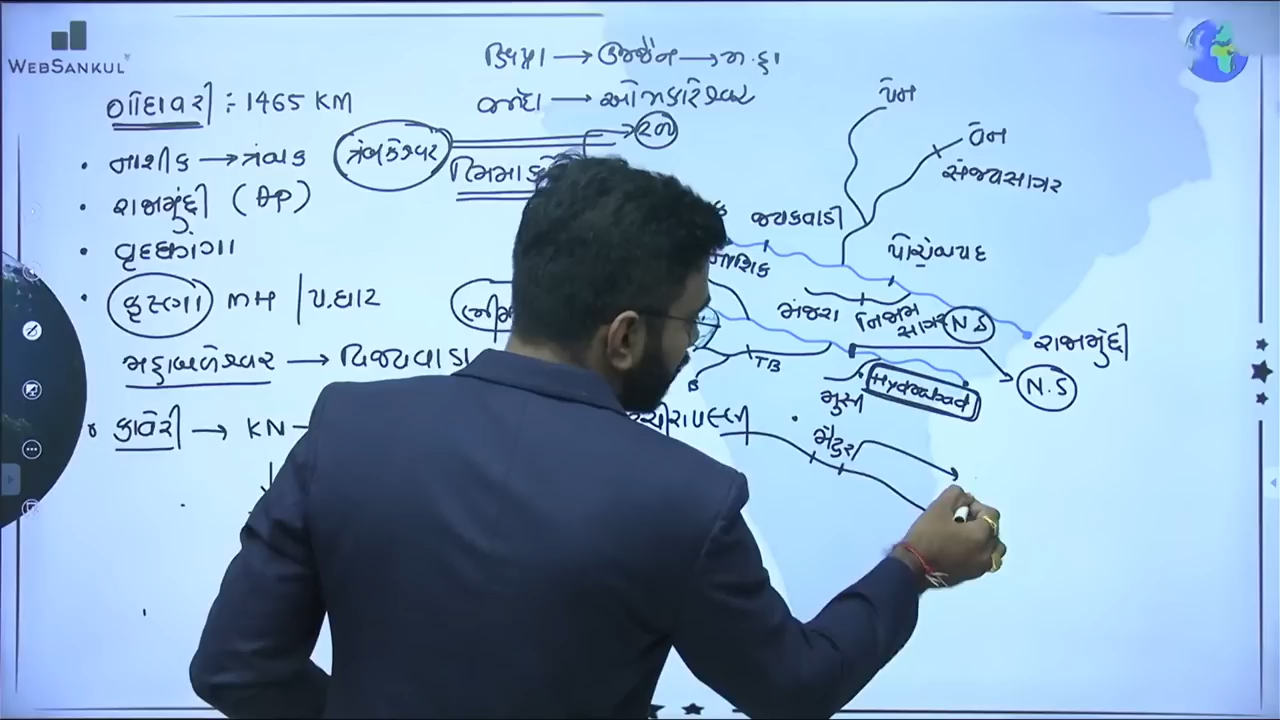 WEBSANKUL
ક્ષિપ્રા → ઉજ્જૈન → મ.પ્ર
નર્મદા → ઓમકારેશ્વર
ગોદાવરી ÷ 1465 KM
• નાશીક → ત્રંબક
ત્રંબકેશ્વર
રાજમુંદ્રી (AP)
• વૃદ્ધગંગા
• કૃષ્ણા MH | પ.ઘાટ
મહાબળેશ્વર → વિજયવાડા
કાવેરી → KN →
વેન
સંજયસાગર
જયકવાડી
નાશિક
પોચંમપદ
મંજરા
નિઝામ સાગર
N.S
રાજમુંદ્રી
TB
B
મુસી
Hyderabad
N.S
મેટુર